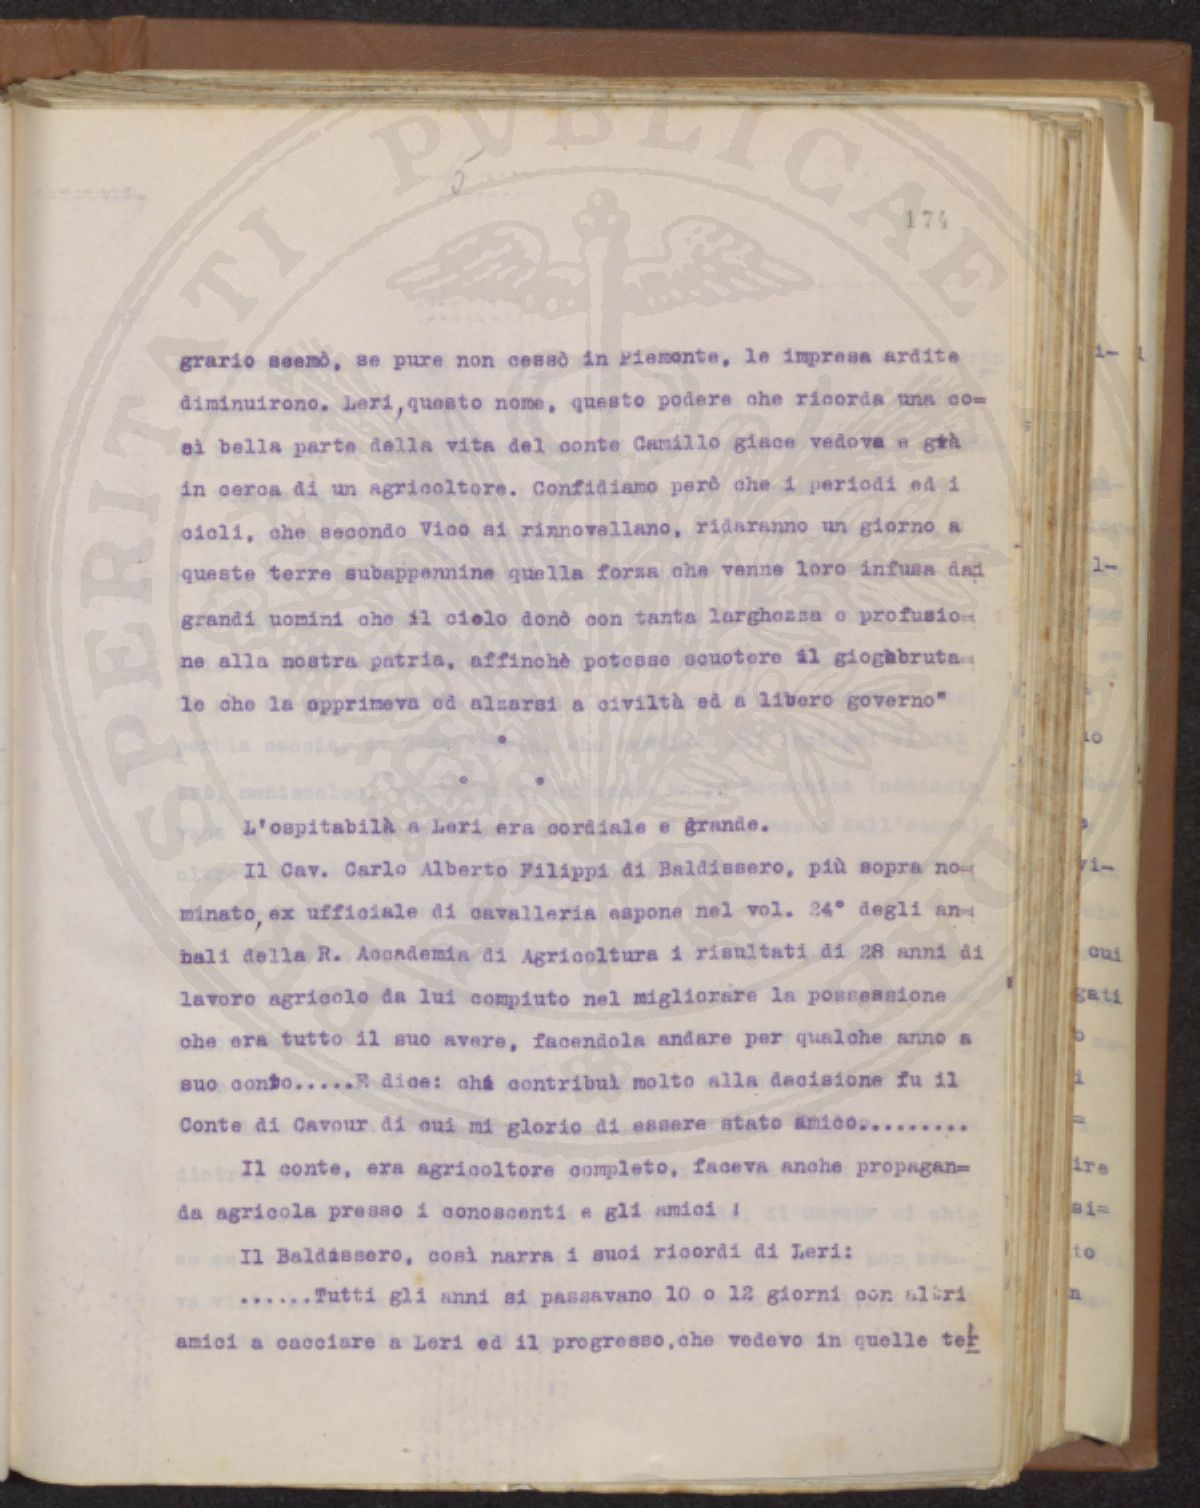 5
174
grario scemò, se pure non cessò in Piemonte, le imprese ardite
diminuirono. Leri, questo nome, questo podere che ricorda una co=
sì bella parte della vita del conte Camillo giace vedova e già
in cerca di un agricoltore. Confidiamo però che i periodi ed i
cicli, che secondo Vico si rinnovellano, ridaranno un giorno a
queste terre subappennine quella forza che venne loro infusa dai
grandi uomini che il cielo donò con tanta larghezza e profusio=
ne alla nostra patria, affinchè potesse scuotere il giogo bruta=
le che la opprimeva ed alzarsi a civiltà ed a libero governo"
L'ospitabilà a Leri era cordiale e grande.
Il Cav. Carlo Alberto Filippi di Baldissero, più sopra no=
minato, ex ufficiale di cavalleria espone nel vol. 24° degli an=
nali della R. Accademia di Agricoltura i risultati di 28 anni di
lavoro agricolo da lui compiuto nel migliorare la possessione
che era tutto il suo avere, facendola andare per qualche anno a
suo conto.....E dice: chi contribuì molto alla decisione fu il
Conte di Cavour di cui mi glorio di essere stato amico.........
Il conte, era agricoltore completo, faceva anche propagan=
da agricola presso i conoscenti e gli amici !
Il Baldissero, così narra i suoi ricordi di Leri:
......Tutti gli anni si passavano 10 o 12 giorni con altri
amici a cacciare a Leri ed il progresso, che vedevo in quelle ter
SPERITATI PVBLICAE
cui
gati
ire
si=
to